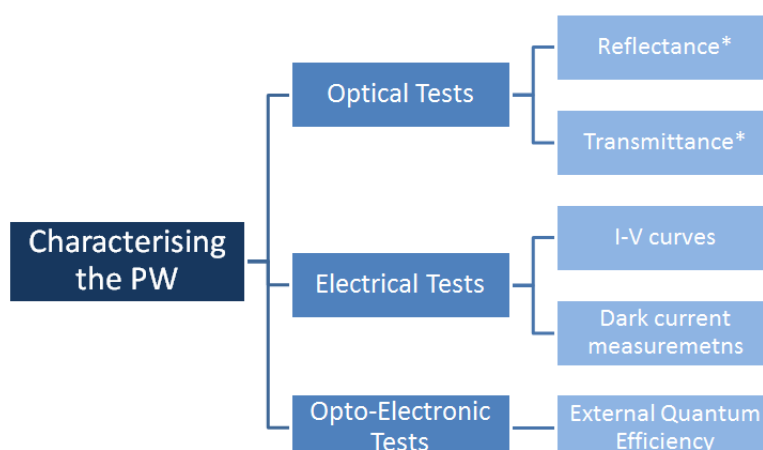 Characterising
the PW
Optical Tests
Reflectance*
Transmittance*
Electrical Tests
I-V curves
Dark current
measuremetns
Opto-Electronic
Tests
External Quantum
Efficiency